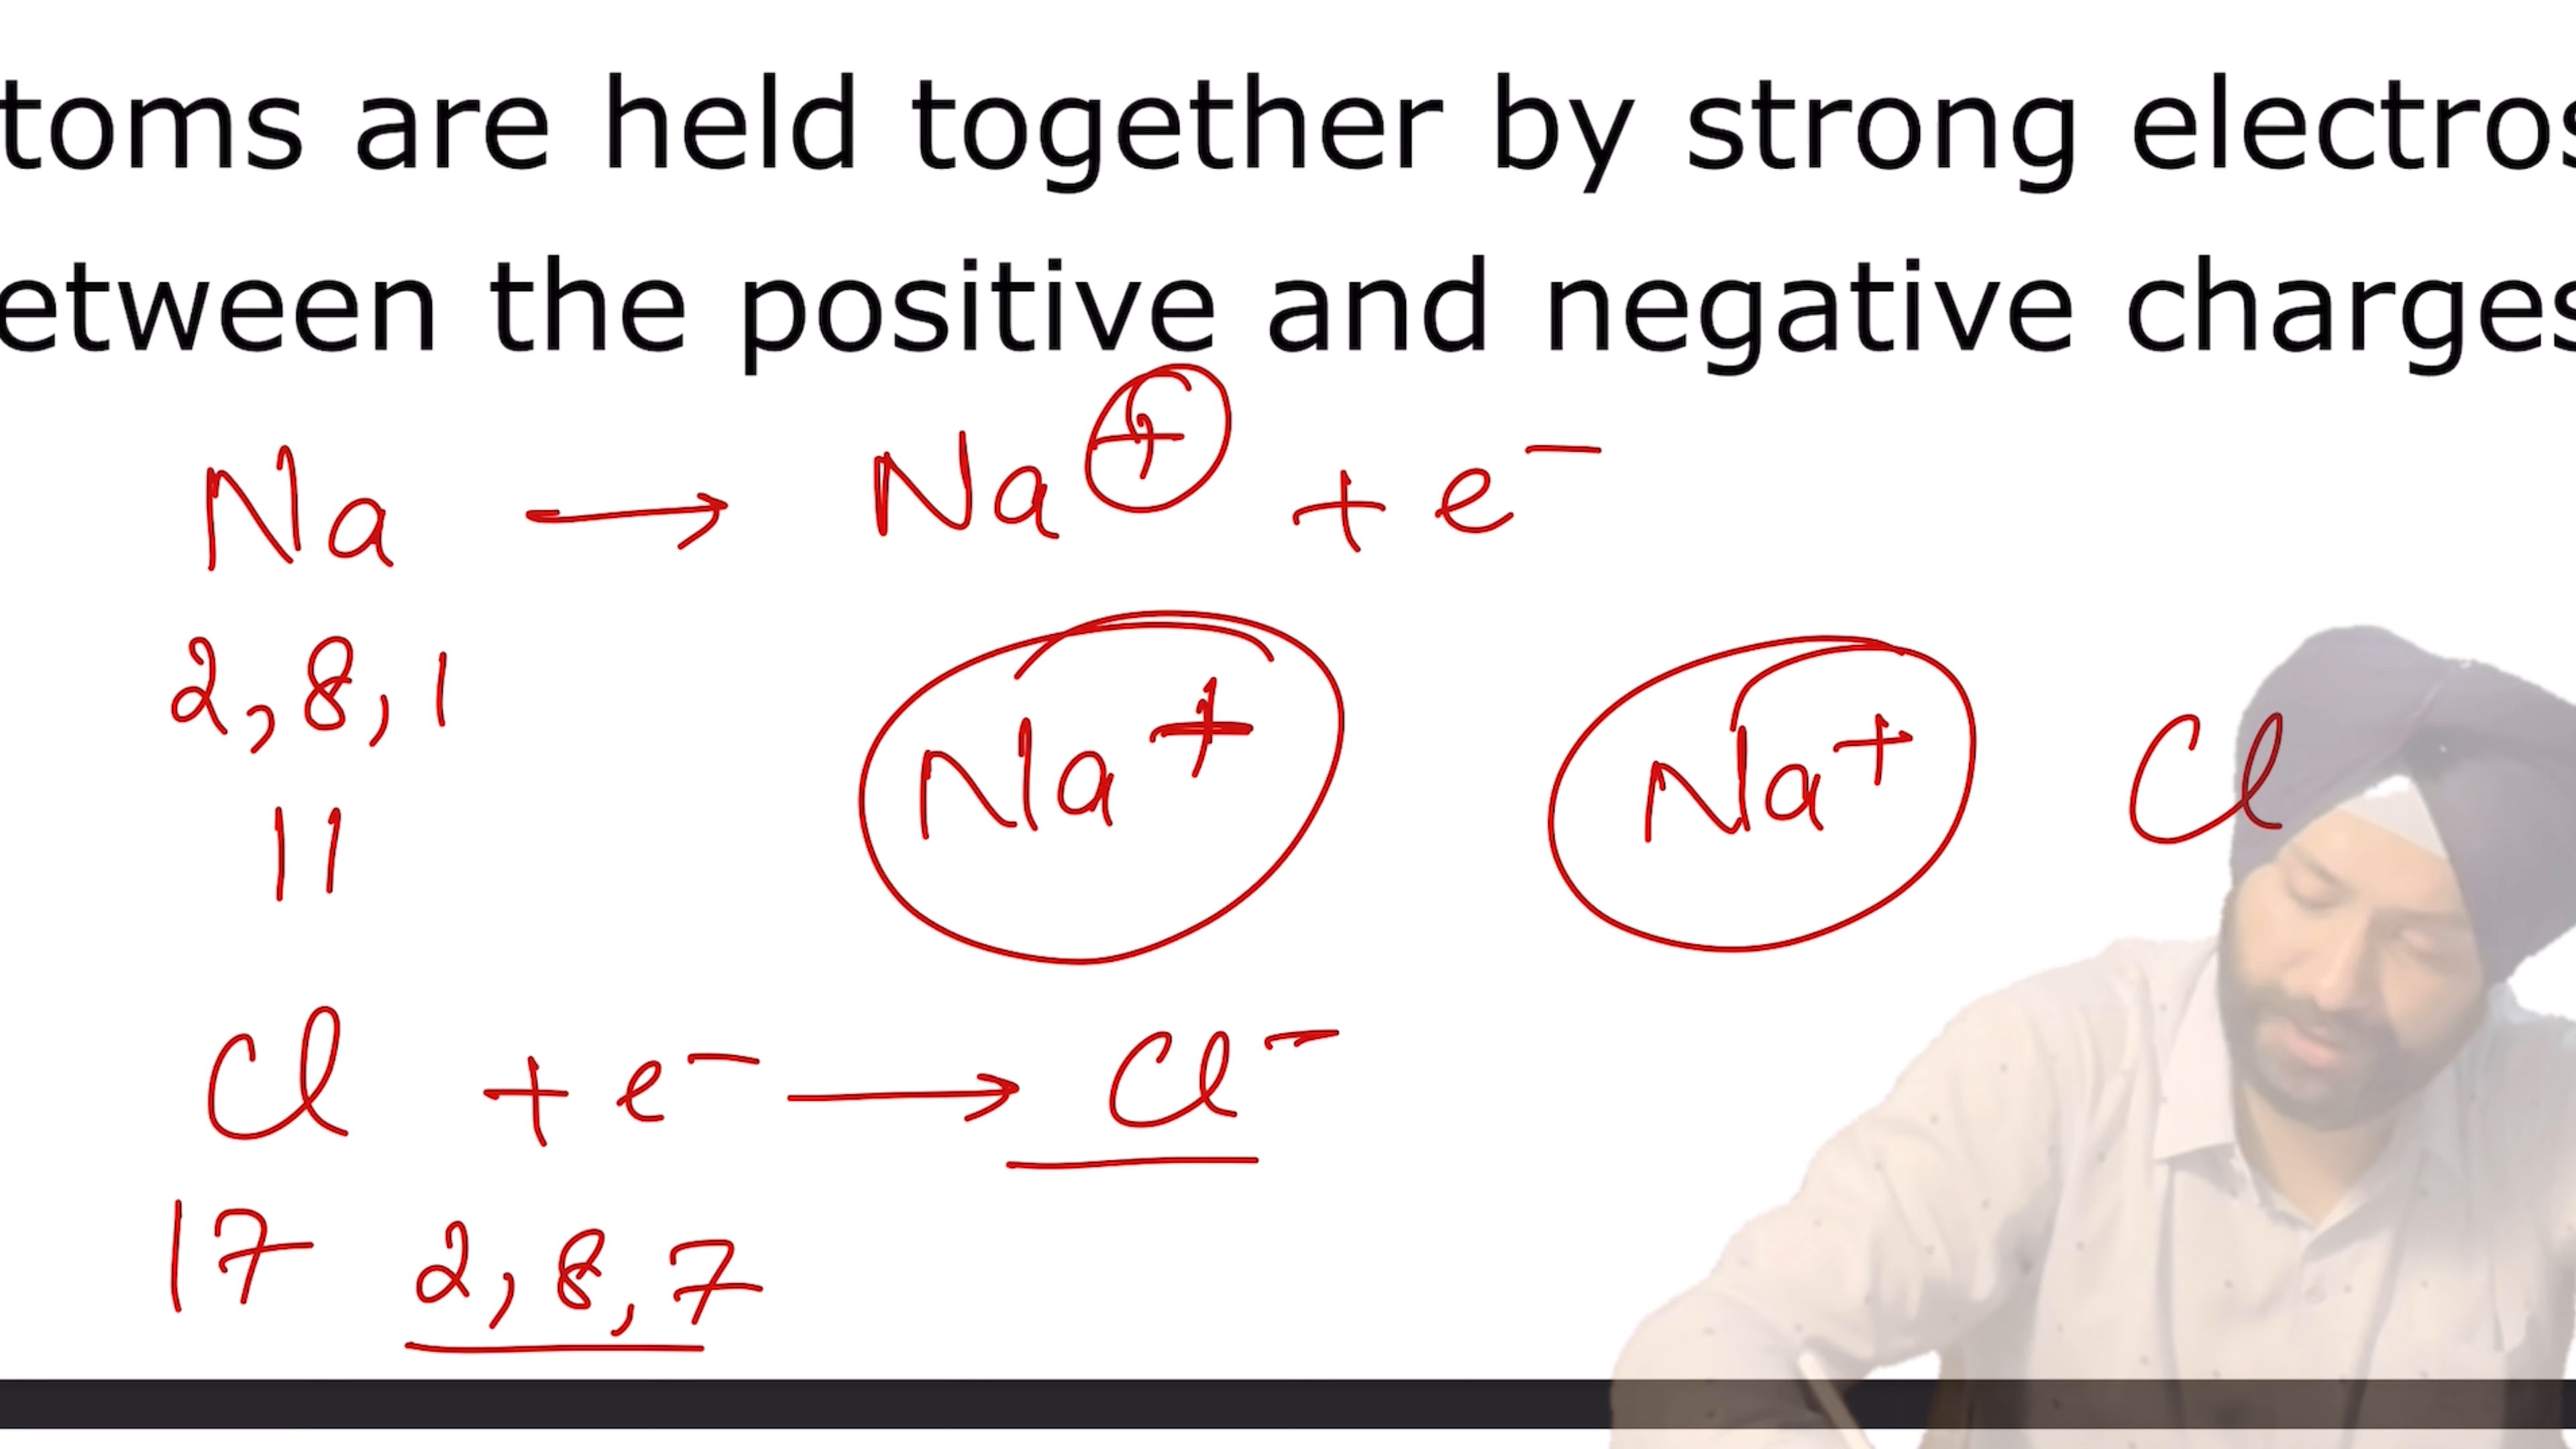 toms are held together by strong electros
etween the positive and negative charges
Na → Na⁺ + e⁻
2,8,1
Na⁺ Na⁺ Cl
11
Cl + e⁻ → Cl⁻
17 2,8,7